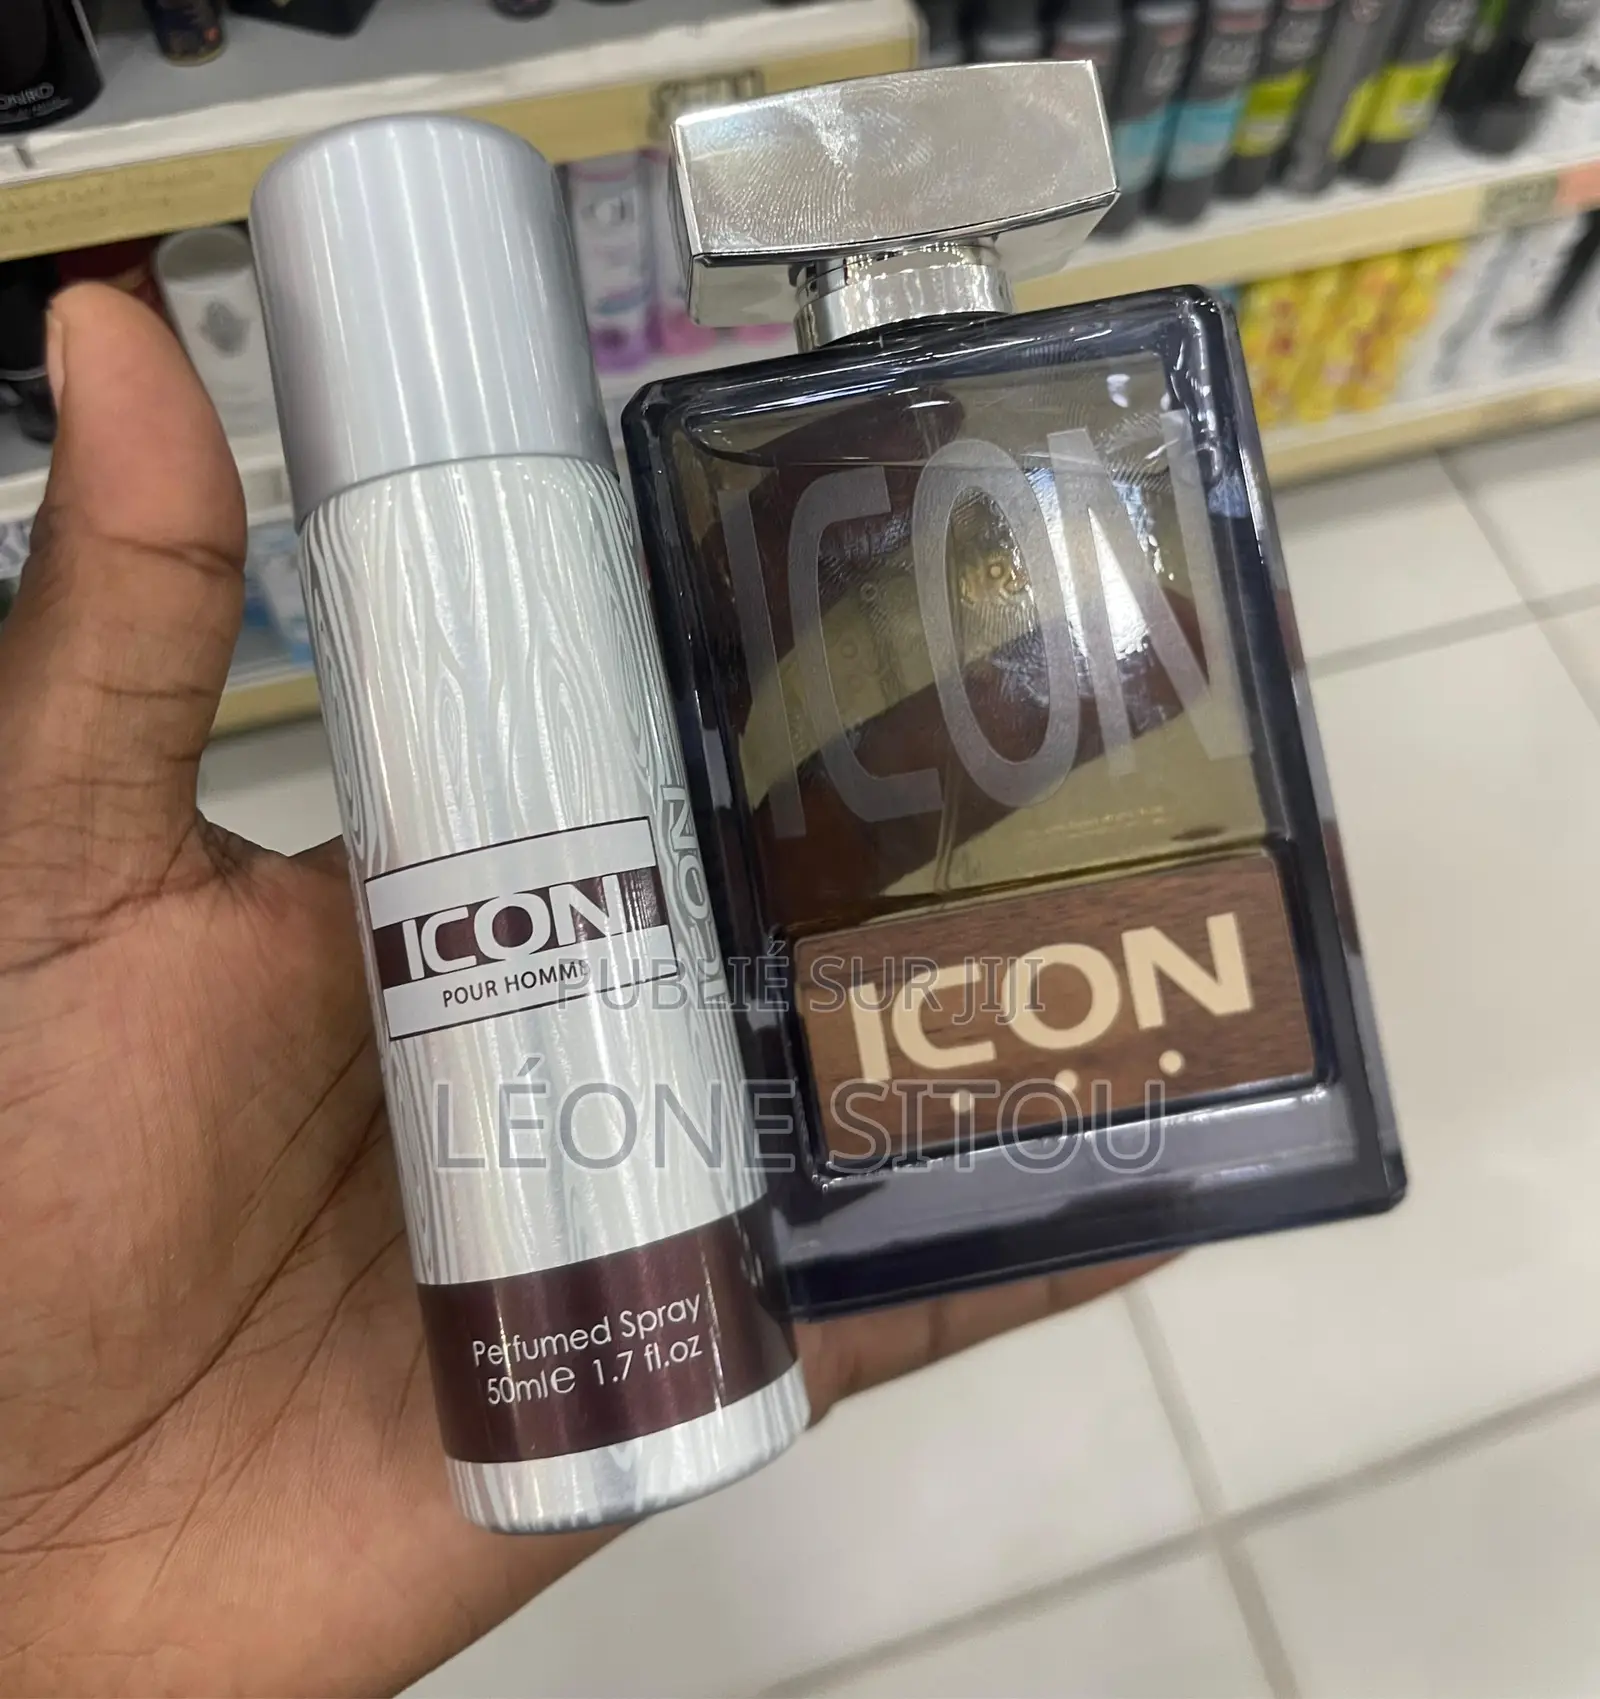 ICON
ICON
POUR HOMME
ICON
ICON
PUBLIÉ SUR JIJI
LÉONE SITOU
Perfumed Spray
50ml℮ 1.7 fl.oz